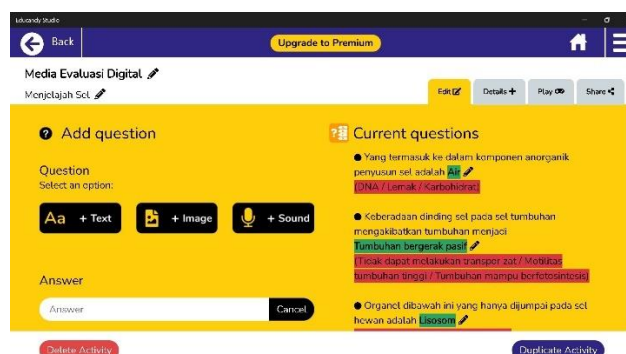 Educandy Studio
Back
Upgrade to Premium
Media Evaluasi Digital
Menjelajah Sel
Edit
Details
Play
Share
Add question
Question
Select an option:
Aa + Text
+ Image
+ Sound
Answer
Answer
Cancel
Delete Activity
Current questions
Yang termasuk ke dalam komponen anorganik
penyusun sel adalah Air
(DNA / Lemak / Karbohidrat)
Keberadaan dinding sel pada sel tumbuhan
mengakibatkan tumbuhan menjadi
Tumbuhan bergerak pasif
(Tidak dapat melakukan transpor zat / Motilitas
tumbuhan tinggi / Tumbuhan mampu berfotosintesis)
Organel dibawah ini yang hanya dijumpai pada sel
hewan adalah Lisosom
Duplicate Activity